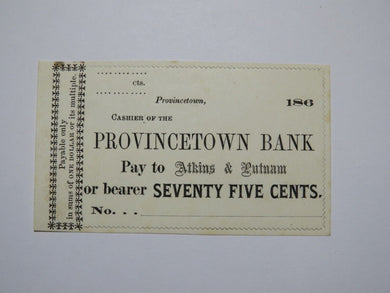 Payable only
in sums of ONE DOLLAR or its multiple.
cts.
Provincetown, 186
CASHIER OF THE
PROVINCETOWN BANK
Pay to Atkins & Putnam
or bearer SEVENTY FIVE CENTS.
No. . .